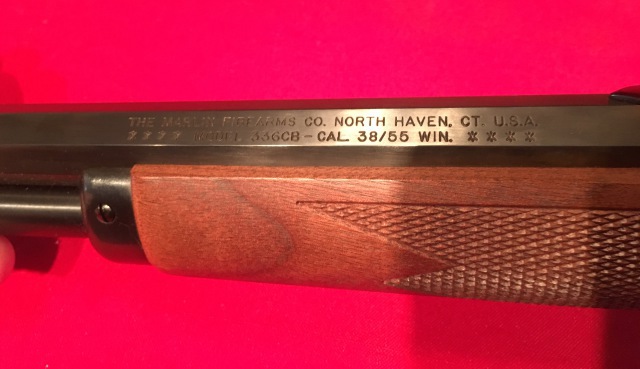 THE MARLIN FIREARMS CO. NORTH HAVEN, CT. U.S.A.
**** MODEL 336CB – CAL. 38/55 WIN. ****